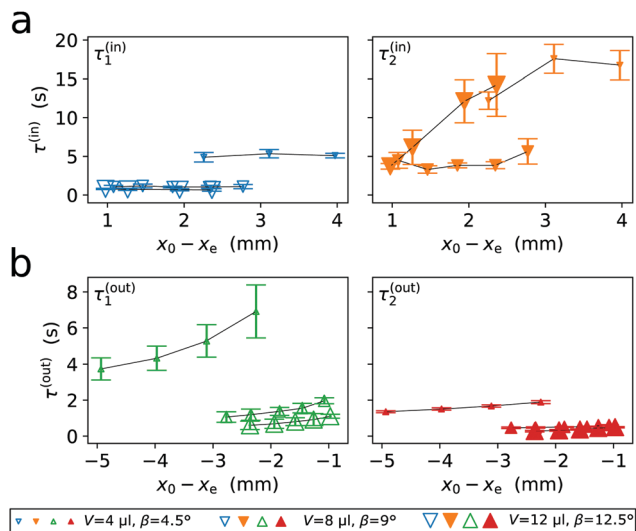 a
τ₁⁽ⁱⁿ⁾
τ₂⁽ⁱⁿ⁾
τ⁽ⁱⁿ⁾ (s)
20
15
10
5
0
1 2 3 4
1 2 3 4
x₀ − xₑ (mm)
x₀ − xₑ (mm)
b
τ₁⁽ᵒᵘᵗ⁾
τ₂⁽ᵒᵘᵗ⁾
τ⁽ᵒᵘᵗ⁾ (s)
8
6
4
2
0
−5 −4 −3 −2 −1
−5 −4 −3 −2 −1
x₀ − xₑ (mm)
x₀ − xₑ (mm)
V=4 μl, β=4.5° V=8 μl, β=9° V=12 μl, β=12.5°